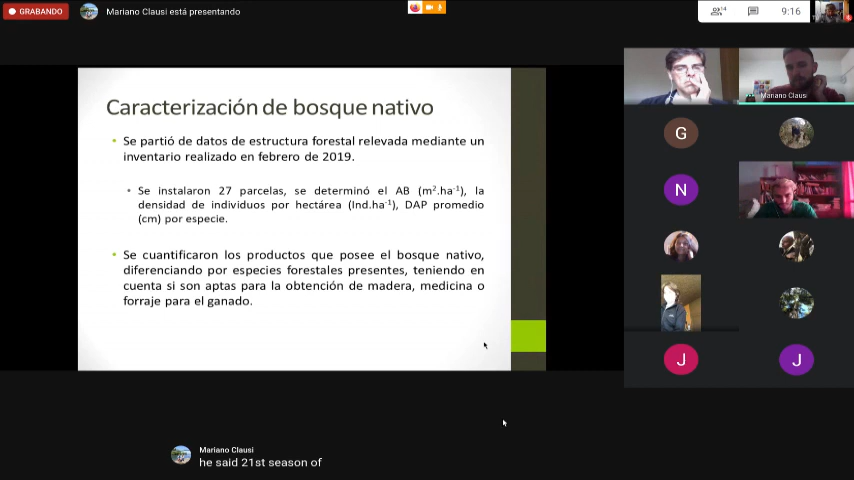 GRABANDO
Mariano Clausi está presentando
14
9:16
Caracterización de bosque nativo
Se partió de datos de estructura forestal relevada mediante un
inventario realizado en febrero de 2019.
Se instalaron 27 parcelas, se determinó el AB (m².ha⁻¹), la
densidad de individuos por hectárea (Ind.ha⁻¹), DAP promedio
(cm) por especie.
Se cuantificaron los productos que posee el bosque nativo,
diferenciando por especies forestales presentes, teniendo en
cuenta si son aptas para la obtención de madera, medicina o
forraje para el ganado.
Mariano Clausi
G
N
J
J
Mariano Clausi
he said 21st season of